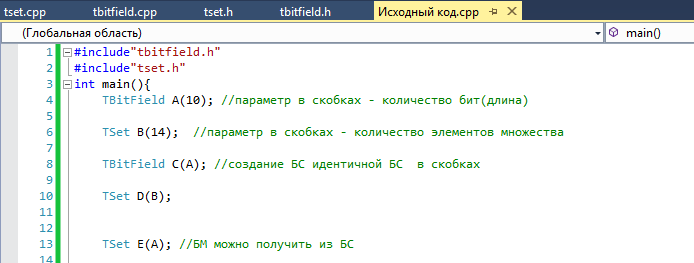 tset.cpp tbitfield.cpp tset.h tbitfield.h Исходный код.cpp
(Глобальная область) main()
1 #include"tbitfield.h"
2 #include"tset.h"
3 int main(){
4 TBitField A(10); //параметр в скобках - количество бит(длина)
5
6 TSet B(14); //параметр в скобках - количество элементов множества
7
8 TBitField C(A); //создание БС идентичной БС в скобках
9
10 TSet D(B);
11
12
13 TSet E(A); //БМ можно получить из БС
14